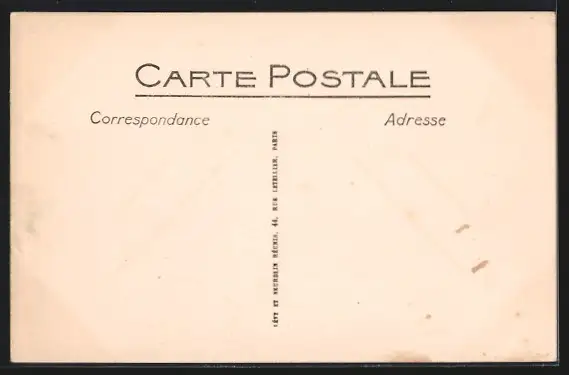 CARTE POSTALE
Correspondance
Adresse
LÉVY ET NEURDEIN RÉUNIS, 44, RUE LETELLIER, PARIS